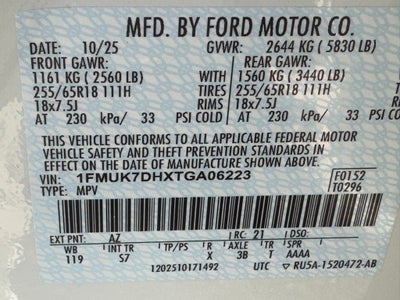 MFD. BY FORD MOTOR CO.
DATE: 10/25 GVWR: 2644 KG ( 5830 LB)
FRONT GAWR: REAR GAWR:
1161 KG ( 2560 LB) WITH 1560 KG ( 3440 LB)
255/65R18 111H TIRES 255/65R18 111H
18x7.5J RIMS 18x7.5J
AT 230 kPa/ 33 PSI COLD AT 230 kPa/ 33 PSI COLD
THIS VEHICLE CONFORMS TO ALL APPLICABLE FEDERAL MOTOR
VEHICLE SAFETY AND THEFT PREVENTION STANDARDS IN
EFFECT ON THE DATE OF MANUFACTURE SHOWN ABOVE.
VIN: 1FMUK7DHXTGA06223 F0152
TYPE: MPV T0296
EXT PNT: AZ RC: 21 DSO:
WB INT TR TP/PS R AXLE TR SPR
119 S7 X 3B T AAAA
1202510171492 UTC ▽ RU5A-1520472-AB